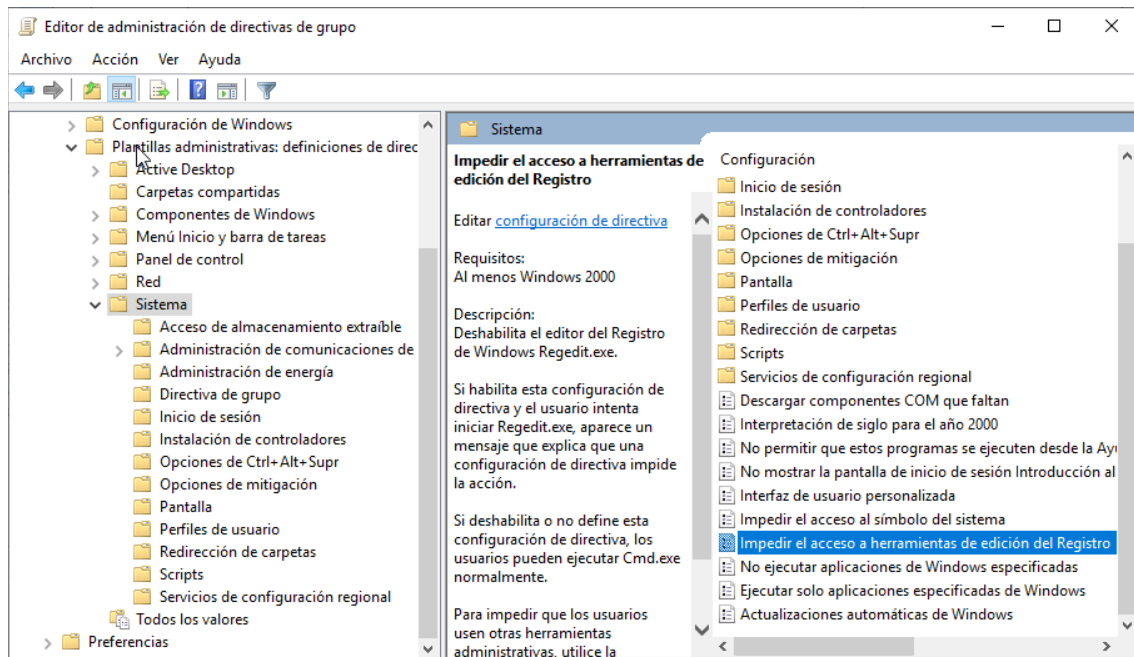 Editor de administración de directivas de grupo
Archivo Acción Ver Ayuda
Configuración de Windows
Plantillas administrativas: definiciones de direc
Active Desktop
Carpetas compartidas
Componentes de Windows
Menú Inicio y barra de tareas
Panel de control
Red
Sistema
Acceso de almacenamiento extraíble
Administración de comunicaciones de
Administración de energía
Directiva de grupo
Inicio de sesión
Instalación de controladores
Opciones de Ctrl+Alt+Supr
Opciones de mitigación
Pantalla
Perfiles de usuario
Redirección de carpetas
Scripts
Servicios de configuración regional
Todos los valores
Preferencias
Sistema
Impedir el acceso a herramientas de
edición del Registro
Editar configuración de directiva
Requisitos:
Al menos Windows 2000
Descripción:
Deshabilita el editor del Registro
de Windows Regedit.exe.
Si habilita esta configuración de
directiva y el usuario intenta
iniciar Regedit.exe, aparece un
mensaje que explica que una
configuración de directiva impide
la acción.
Si deshabilita o no define esta
configuración de directiva, los
usuarios pueden ejecutar Cmd.exe
normalmente.
Para impedir que los usuarios
usen otras herramientas
administrativas, utilice la
Configuración
Inicio de sesión
Instalación de controladores
Opciones de Ctrl+Alt+Supr
Opciones de mitigación
Pantalla
Perfiles de usuario
Redirección de carpetas
Scripts
Servicios de configuración regional
Descargar componentes COM que faltan
Interpretación de siglo para el año 2000
No permitir que estos programas se ejecuten desde la Ayu
No mostrar la pantalla de inicio de sesión Introducción al
Interfaz de usuario personalizada
Impedir el acceso al símbolo del sistema
Impedir el acceso a herramientas de edición del Registro
No ejecutar aplicaciones de Windows especificadas
Ejecutar solo aplicaciones especificadas de Windows
Actualizaciones automáticas de Windows